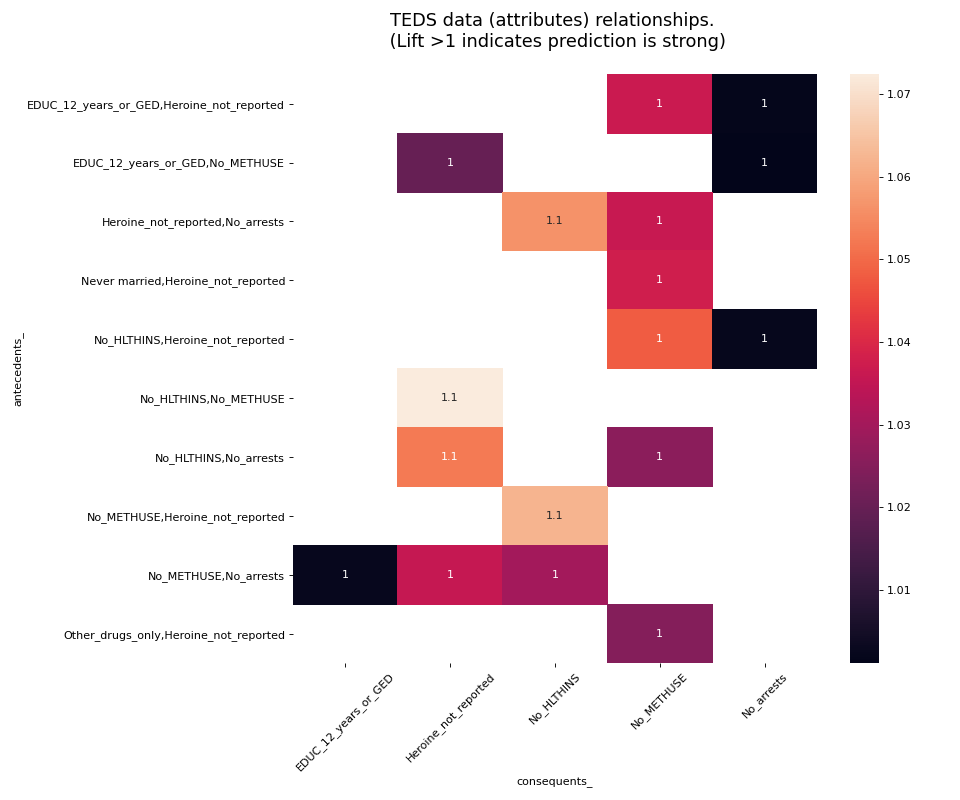 TEDS data (attributes) relationships.
(Lift >1 indicates prediction is strong)
EDUC_12_years_or_GED,Heroine_not_reported
1
1
EDUC_12_years_or_GED,No_METHUSE
1
1
Heroine_not_reported,No_arrests
1.1
1
Never married,Heroine_not_reported
1
No_HLTHINS,Heroine_not_reported
1
1
No_HLTHINS,No_METHUSE
1.1
No_HLTHINS,No_arrests
1.1
1
No_METHUSE,Heroine_not_reported
1.1
No_METHUSE,No_arrests
1
1
1
Other_drugs_only,Heroine_not_reported
1
antecedents_
EDUC_12_years_or_GED
Heroine_not_reported
No_HLTHINS
No_METHUSE
No_arrests
consequents_
1.07
1.06
1.05
1.04
1.03
1.02
1.01